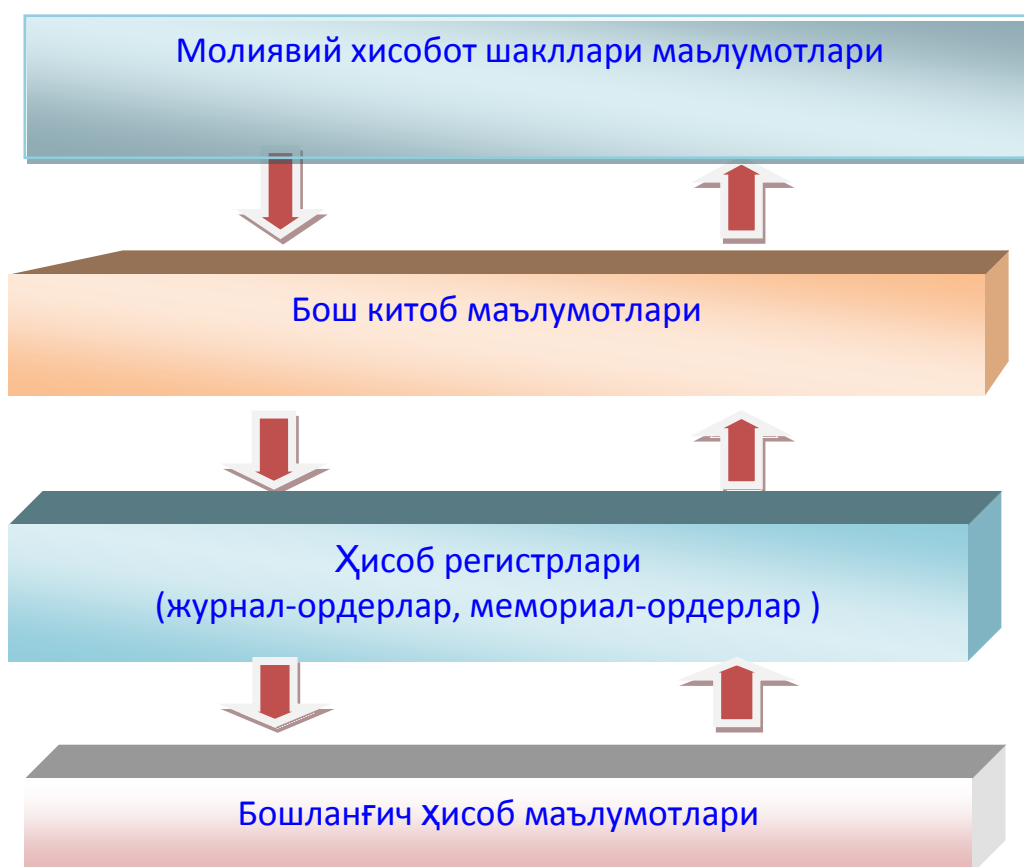 Молиявий хисобот шакллари маьлумотлари
Бош китоб маълумотлари
Ҳисоб регистрлари
(журнал-ордерлар, мемориал-ордерлар )
Бошланғич ҳисоб маълумотлари